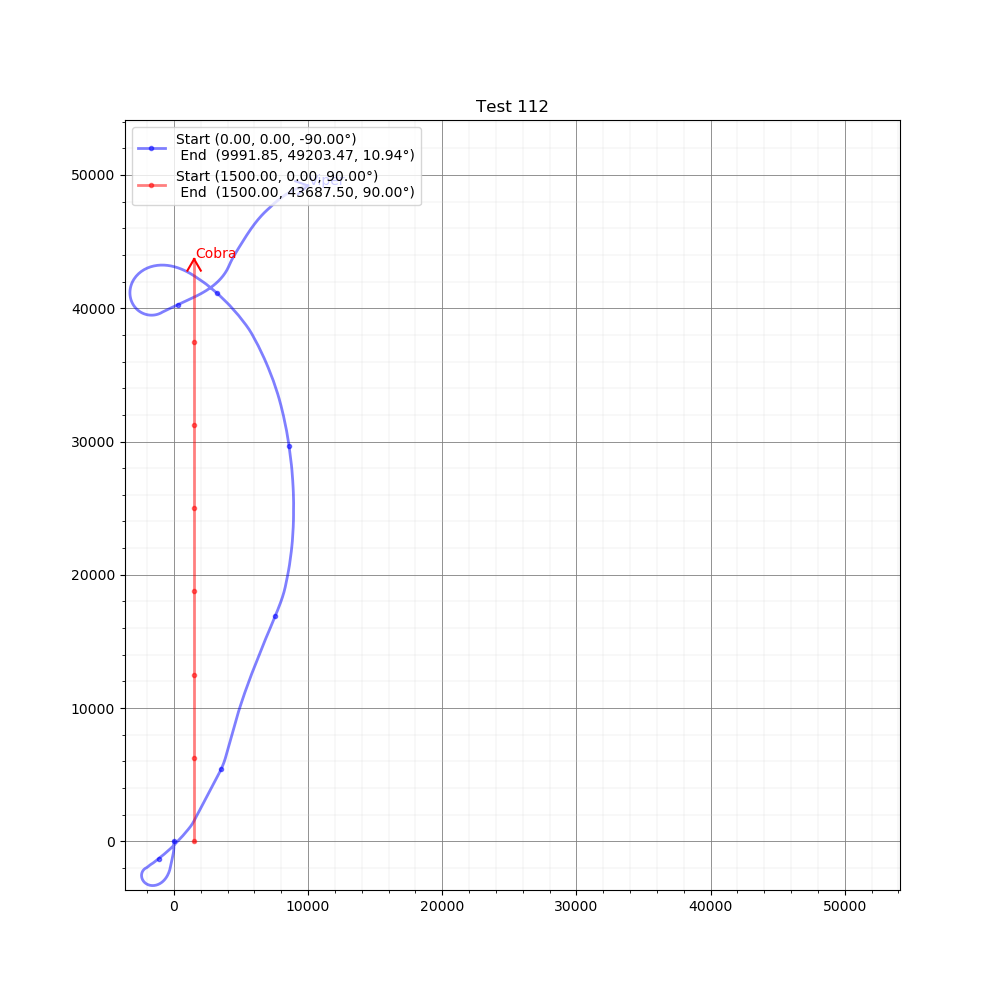 Test 112
Start (0.00, 0.00, -90.00°)
End (9991.85, 49203.47, 10.94°)
Start (1500.00, 0.00, 90.00°)
End (1500.00, 43687.50, 90.00°)
Cobra
50000
40000
30000
20000
10000
0
0
10000
20000
30000
40000
50000